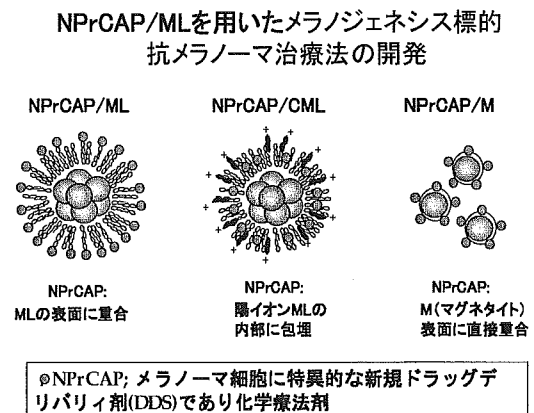 NPrCAP/MLを用いたメラノジェネシス標的
抗メラノーマ治療法の開発
NPrCAP/ML
NPrCAP/CML
NPrCAP/M
NPrCAP:
MLの表面に重合
NPrCAP:
陽イオンMLの
内部に包埋
NPrCAP:
M(マグネタイト)
表面に直接重合
NPrCAP; メラノーマ細胞に特異的な新規ドラッグデ
リバリィ剤(DDS)であり化学療法剤